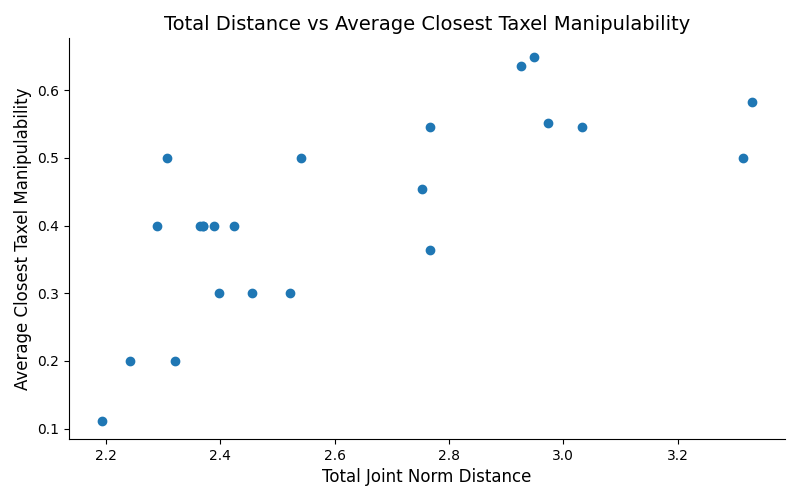 Total Distance vs Average Closest Taxel Manipulability
Average Closest Taxel Manipulability
0.6
0.5
0.4
0.3
0.2
0.1
2.2 2.4 2.6 2.8 3.0 3.2
Total Joint Norm Distance